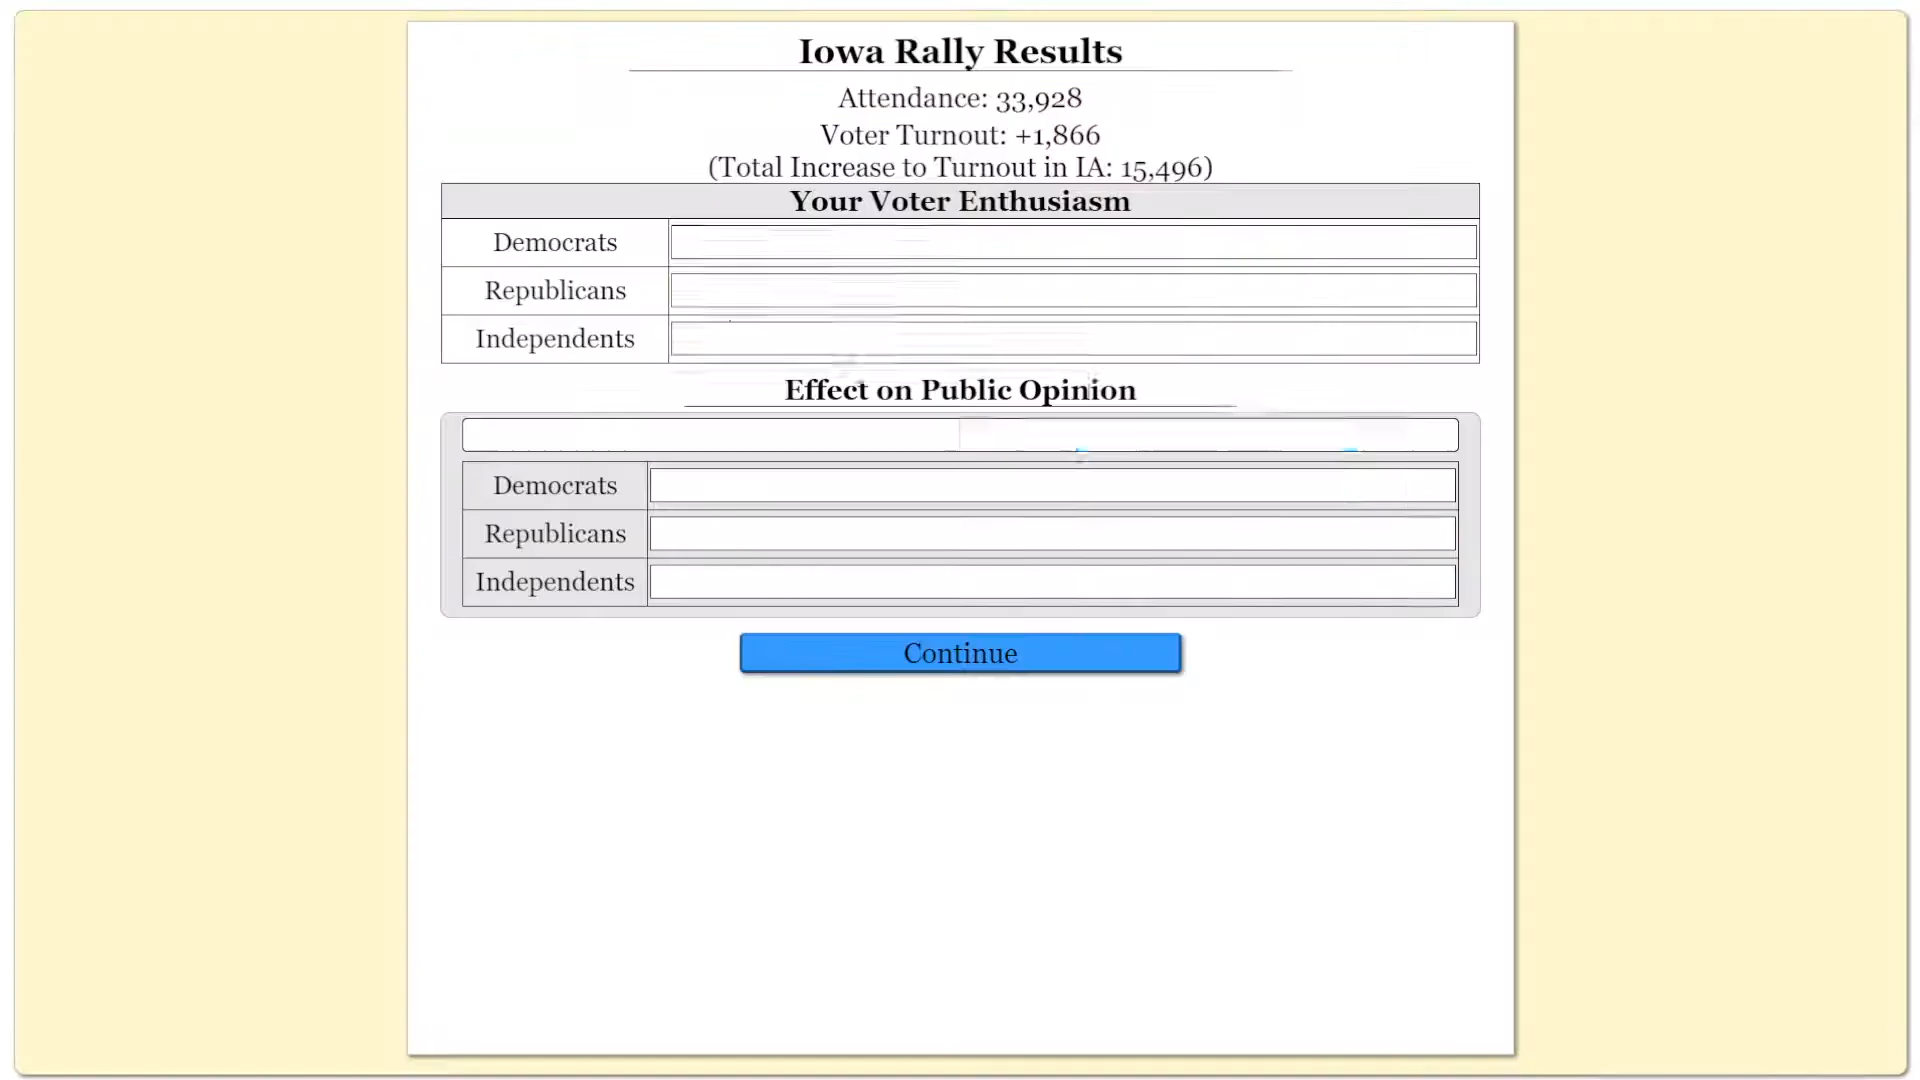 Iowa Rally Results
Attendance: 33,928
Voter Turnout: +1,866
(Total Increase to Turnout in IA: 15,496)
Your Voter Enthusiasm
Democrats
Republicans
Independents
Effect on Public Opinion
Democrats
Republicans
Independents
Continue